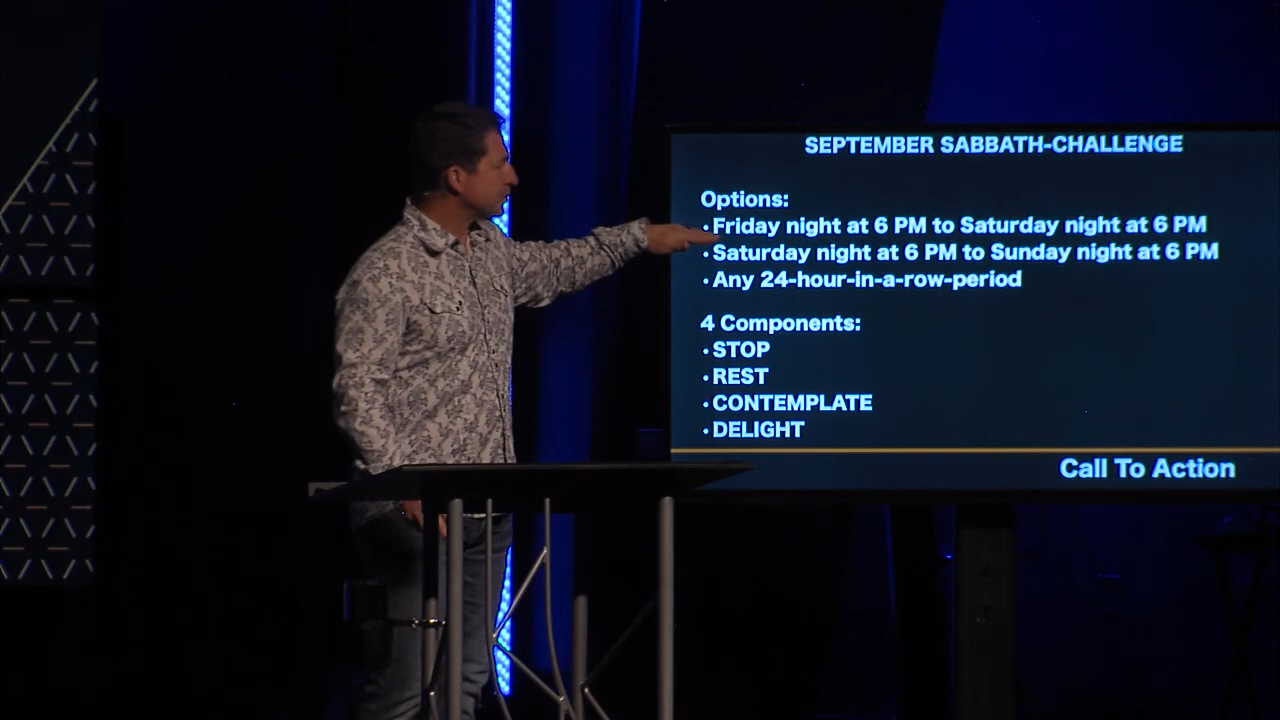 SEPTEMBER SABBATH-CHALLENGE
Options:
•Friday night at 6 PM to Saturday night at 6 PM
•Saturday night at 6 PM to Sunday night at 6 PM
•Any 24-hour-in-a-row-period
4 Components:
•STOP
•REST
•CONTEMPLATE
•DELIGHT
Call To Action